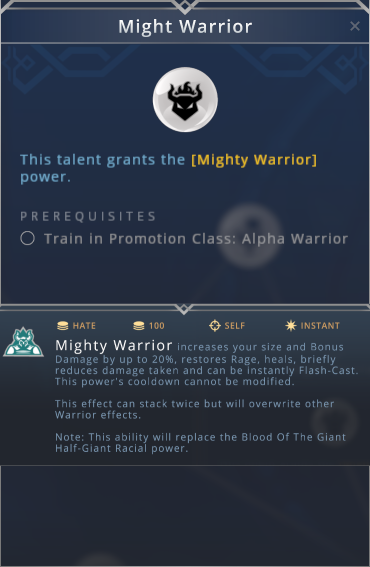 Might Warrior
This talent grants the [Mighty Warrior]
power.
PREREQUISITES
Train in Promotion Class: Alpha Warrior
HATE 100 SELF INSTANT
Mighty Warrior increases your size and Bonus
Damage by up to 20%, restores Rage, heals, briefly
reduces damage taken and can be instantly Flash-Cast.
This power's cooldown cannot be modified.
This effect can stack twice but will overwrite other
Warrior effects.
Note: This ability will replace the Blood Of The Giant
Half-Giant Racial power.